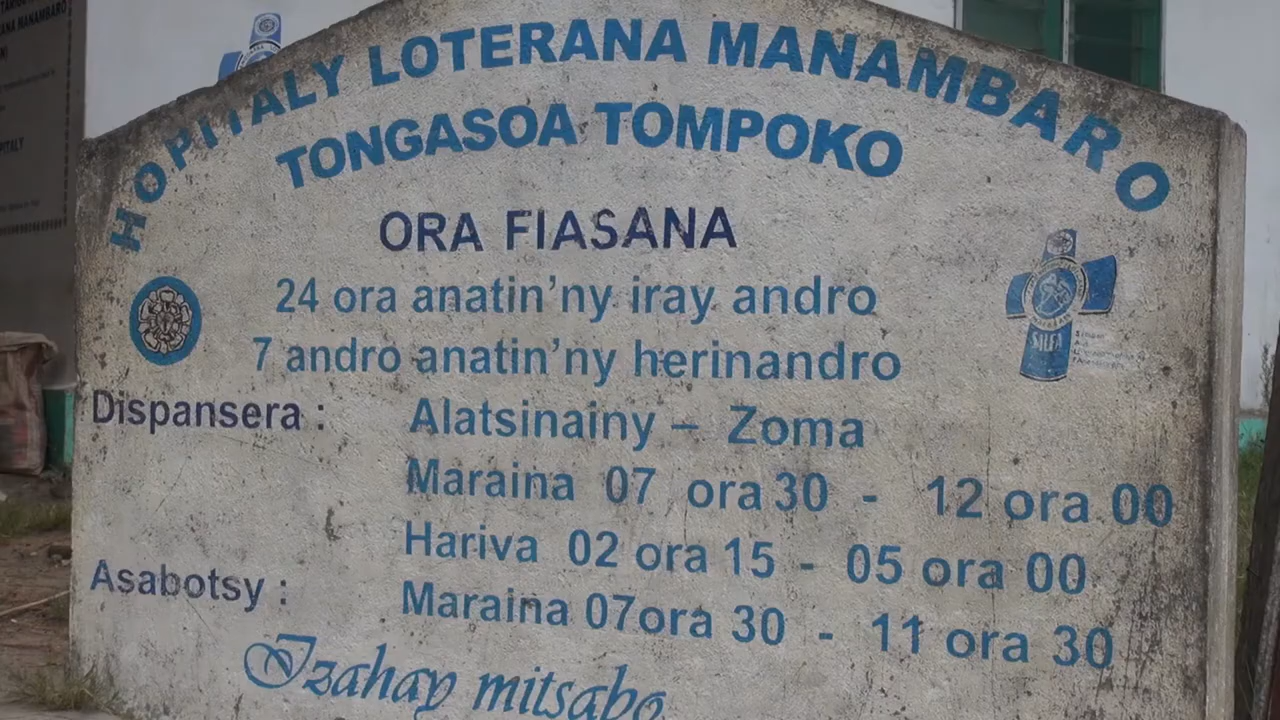 HOPITALY LOTERANA MANAMBARO
TONGASOA TOMPOKO
ORA FIASANA
24 ora anatin'ny iray andro
7 andro anatin'ny herinandro
Dispansera : Alatsinainy – Zoma
Maraina 07 ora 30 - 12 ora 00
Hariva 02 ora 15 - 05 ora 00
Asabotsy : Maraina 07ora 30 - 11 ora 30
Izahay mitsabo
SALFA
PITALY